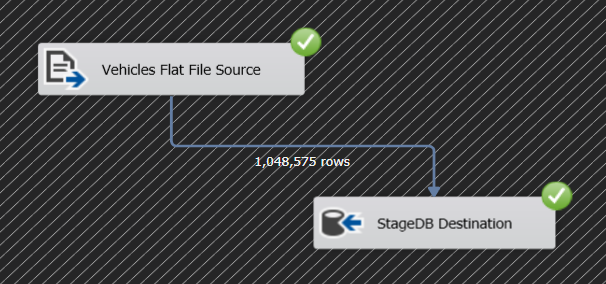 Vehicles Flat File Source
1,048,575 rows
StageDB Destination